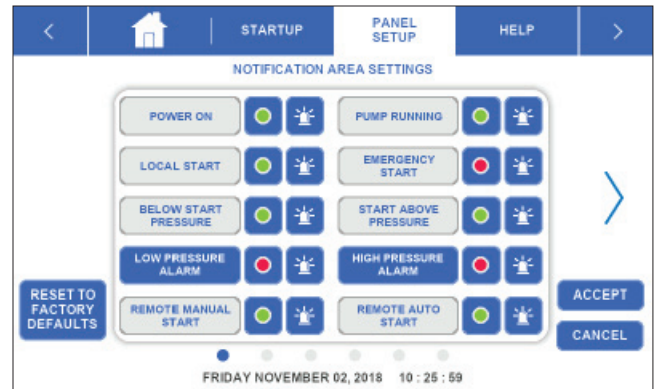 STARTUP
PANEL
SETUP
HELP
NOTIFICATION AREA SETTINGS
POWER ON
PUMP RUNNING
LOCAL START
EMERGENCY
START
BELOW START
PRESSURE
START ABOVE
PRESSURE
LOW PRESSURE
ALARM
HIGH PRESSURE
ALARM
RESET TO
FACTORY
DEFAULTS
REMOTE MANUAL
START
REMOTE AUTO
START
ACCEPT
CANCEL
FRIDAY NOVEMBER 02, 2018 10 : 25 : 59